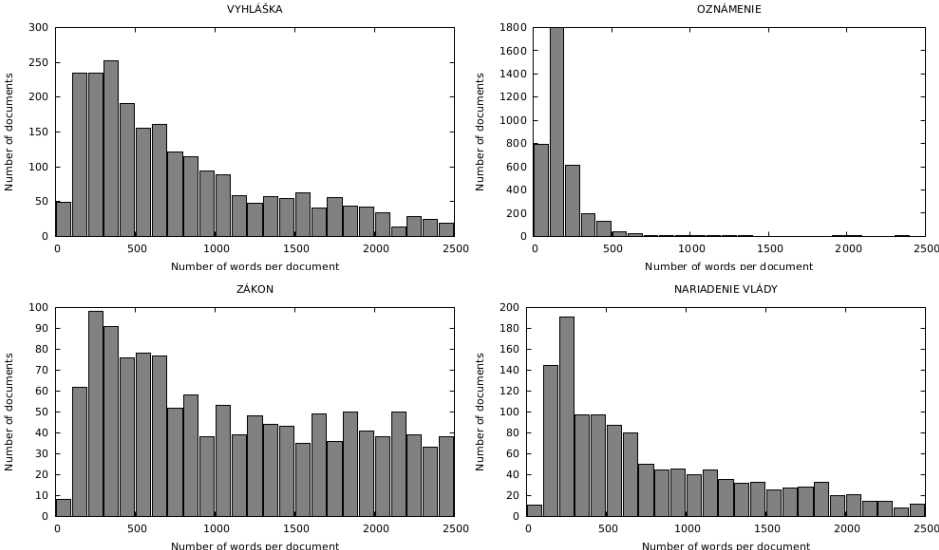 VYHLÁŠKA
Number of documents
300
250
200
150
100
50
0
0 500 1000 1500 2000 2500
Number of words per document
OZNÁMENIE
Number of documents
1800
1600
1400
1200
1000
800
600
400
200
0
0 500 1000 1500 2000 2500
Number of words per document
ZÁKON
Number of documents
100
90
80
70
60
50
40
30
20
10
0
0 500 1000 1500 2000 2500
Number of words per document
NARIADENIE VLÁDY
Number of documents
200
180
160
140
120
100
80
60
40
20
0
0 500 1000 1500 2000 2500
Number of words per document